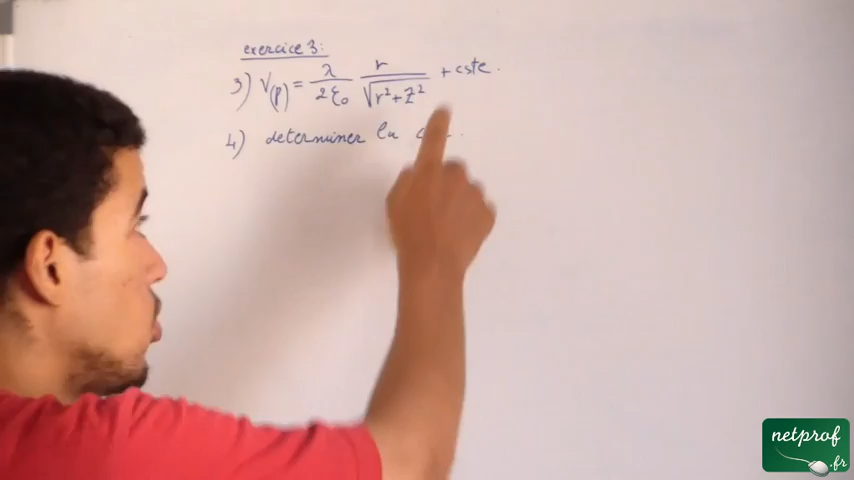 exercice 3:
3) V(p) = λ/2ε₀ r/√r²+z² + cste.
4) determiner la
netprof
.fr